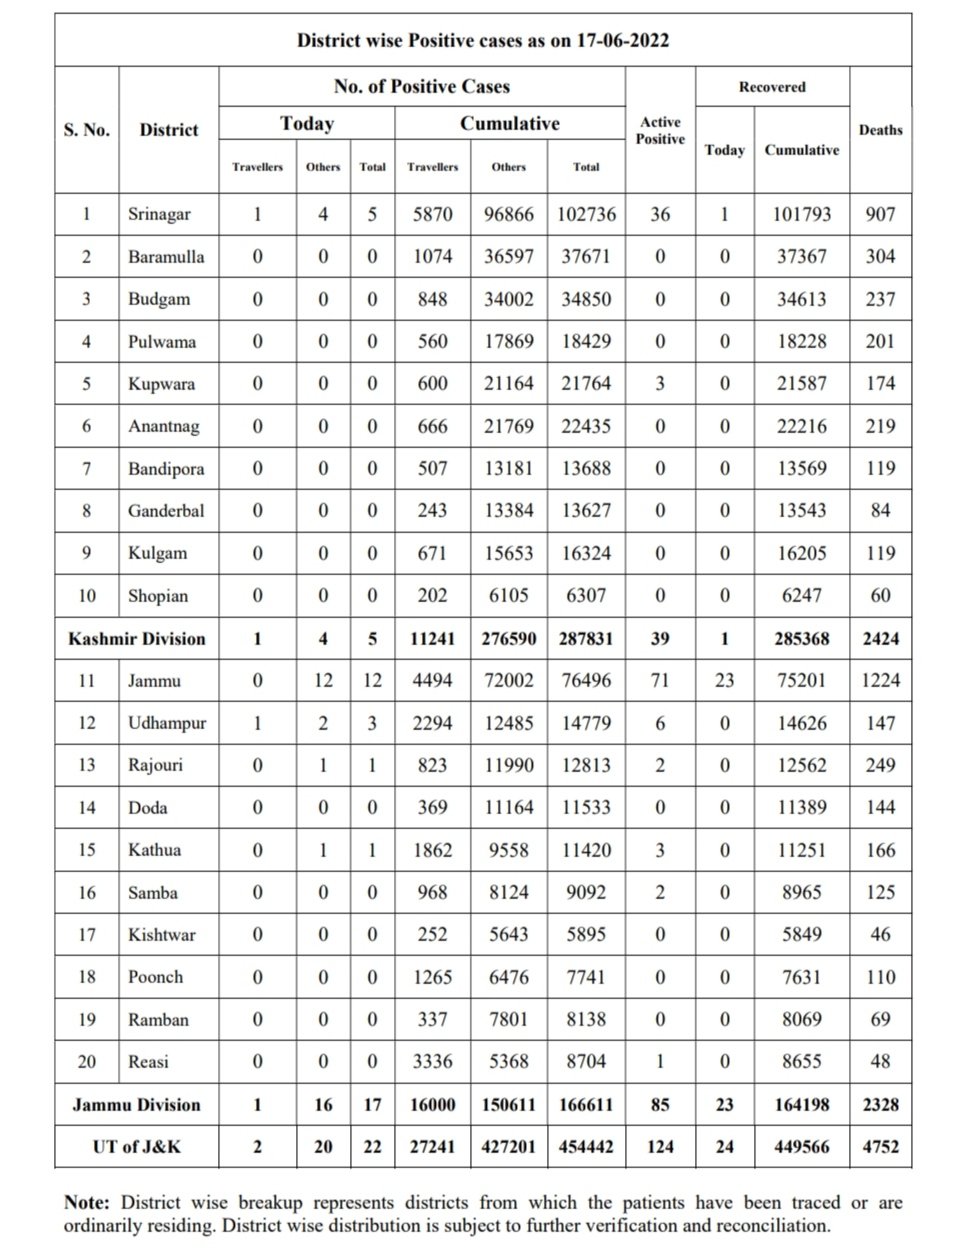 District wise Positive cases as on 17-06-2022
S. No. District No. of Positive Cases Active Positive Recovered Deaths
Today Cumulative Today Cumulative
Travellers Others Total Travellers Others Total
1 Srinagar 1 4 5 5870 96866 102736 36 1 101793 907
2 Baramulla 0 0 0 1074 36597 37671 0 0 37367 304
3 Budgam 0 0 0 848 34002 34850 0 0 34613 237
4 Pulwama 0 0 0 560 17869 18429 0 0 18228 201
5 Kupwara 0 0 0 600 21164 21764 3 0 21587 174
6 Anantnag 0 0 0 666 21769 22435 0 0 22216 219
7 Bandipora 0 0 0 507 13181 13688 0 0 13569 119
8 Ganderbal 0 0 0 243 13384 13627 0 0 13543 84
9 Kulgam 0 0 0 671 15653 16324 0 0 16205 119
10 Shopian 0 0 0 202 6105 6307 0 0 6247 60
Kashmir Division 1 4 5 11241 276590 287831 39 1 285368 2424
11 Jammu 0 12 12 4494 72002 76496 71 23 75201 1224
12 Udhampur 1 2 3 2294 12485 14779 6 0 14626 147
13 Rajouri 0 1 1 823 11990 12813 2 0 12562 249
14 Doda 0 0 0 369 11164 11533 0 0 11389 144
15 Kathua 0 1 1 1862 9558 11420 3 0 11251 166
16 Samba 0 0 0 968 8124 9092 2 0 8965 125
17 Kishtwar 0 0 0 252 5643 5895 0 0 5849 46
18 Poonch 0 0 0 1265 6476 7741 0 0 7631 110
19 Ramban 0 0 0 337 7801 8138 0 0 8069 69
20 Reasi 0 0 0 3336 5368 8704 1 0 8655 48
Jammu Division 1 16 17 16000 150611 166611 85 23 164198 2328
UT of J&K 2 20 22 27241 427201 454442 124 24 449566 4752
Note: District wise breakup represents districts from which the patients have been traced or are
ordinarily residing. District wise distribution is subject to further verification and reconciliation.